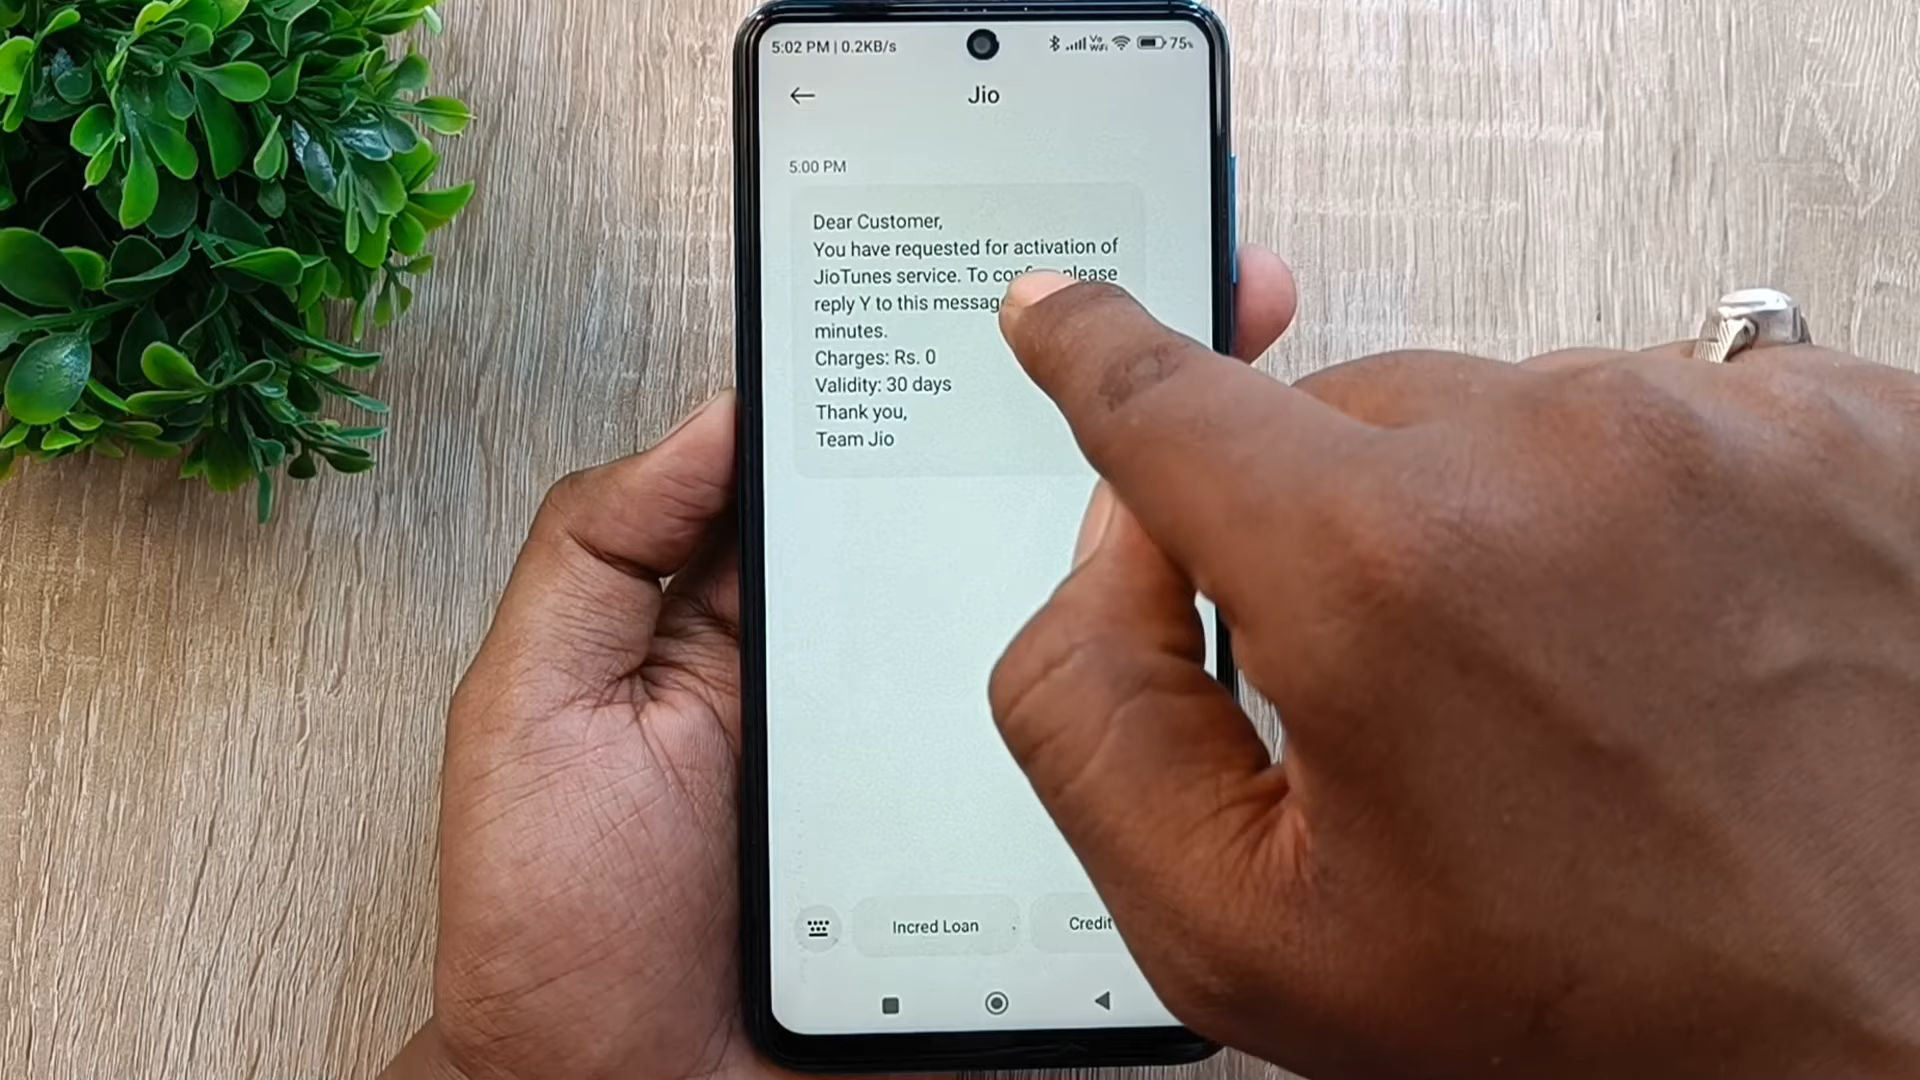 5:02 PM | 0.2KB/s
Vo
WiFi
75%
Jio
5:00 PM
Dear Customer,
You have requested for activation of
JioTunes service. To please
reply Y to this
minutes.
Charges: Rs. 0
Validity: 30 days
Thank you,
Team Jio
Incred Loan
Credit